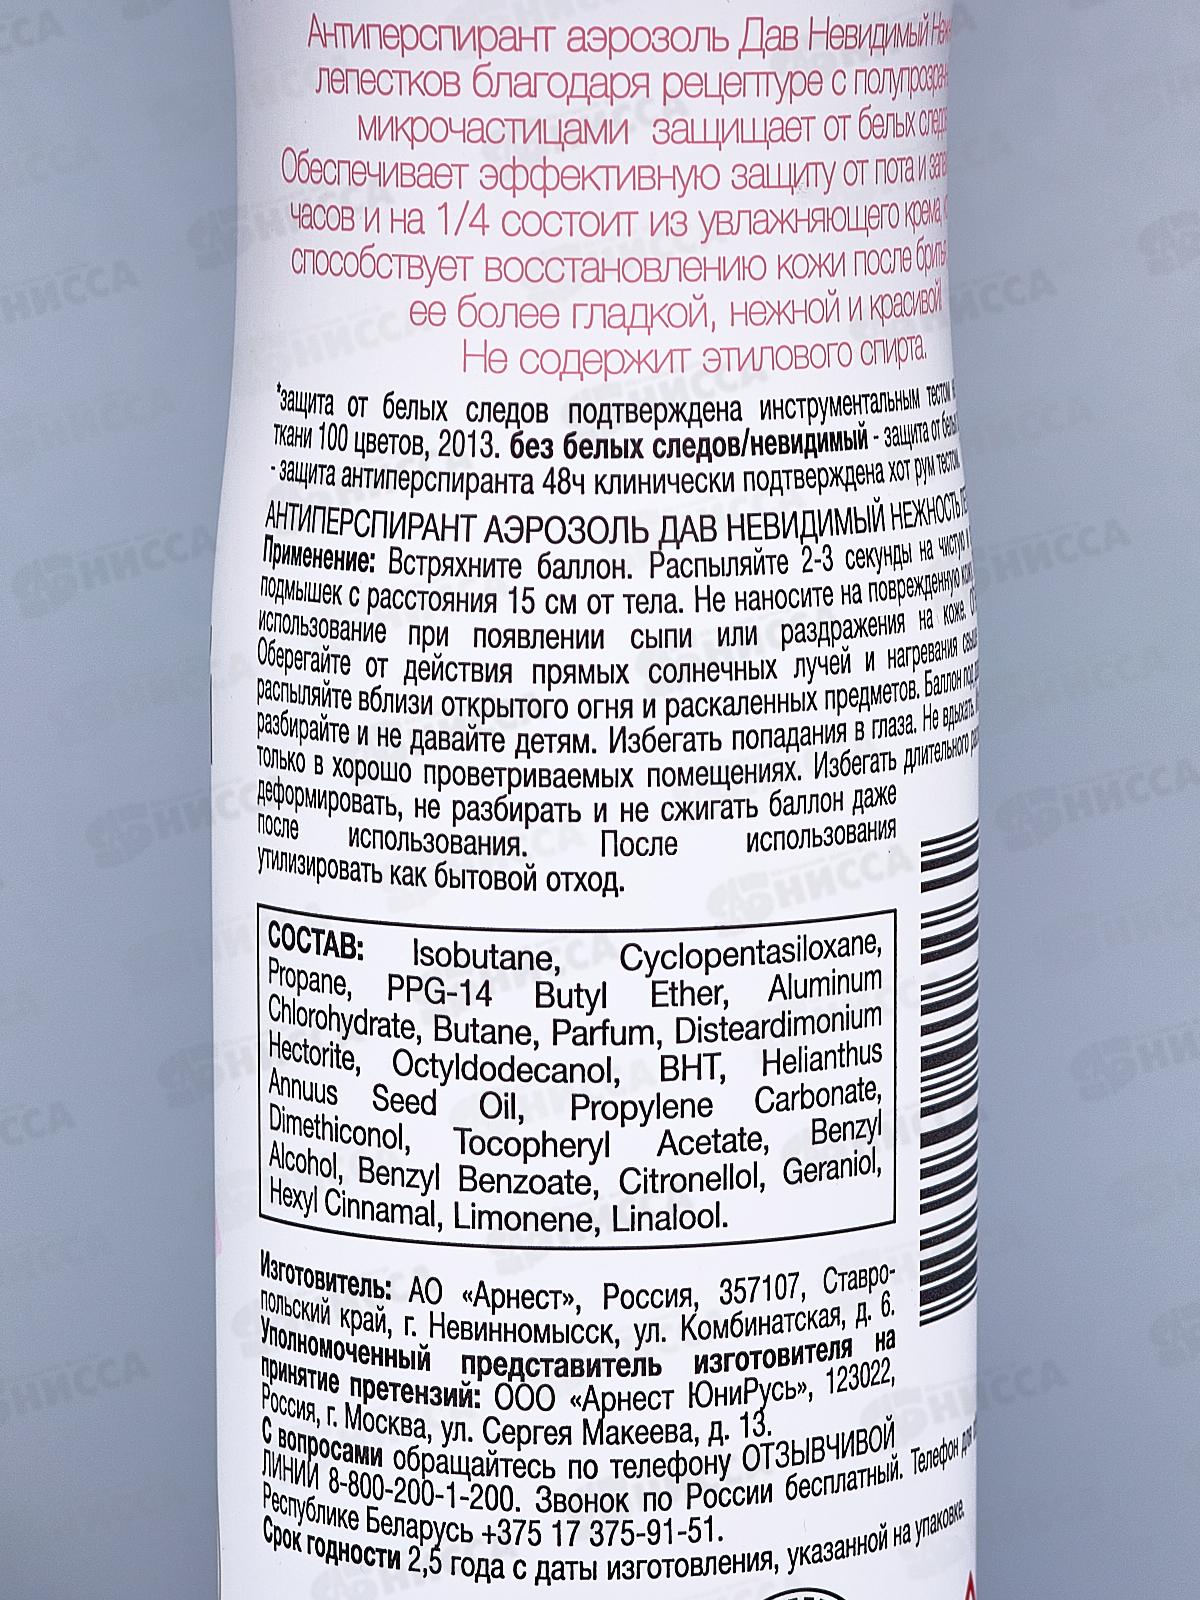 Антиперспирант аэрозоль Дав Невидимый
лепестков благодаря рецептуре с
микрочастицами защищает от белых
Обеспечивает эффективную защиту от пота и
часов и на 1/4 состоит из увлажняющего крема,
способствует восстановлению кожи после
ее более гладкой, нежной и красивой.
Не содержит этилового спирта.
*защита от белых следов подтверждена инструментальным тестом
ткани 100 цветов, 2013. без белых следов/невидимый - защита от
- защита антиперспиранта 48ч клинически подтверждена хот рум тестом,
АНТИПЕРСПИРАНТ АЭРОЗОЛЬ ДАВ НЕВИДИМЫЙ НЕЖНОСТЬ
Применение: Встряхните баллон. Распыляйте 2-3 секунды на чистую
подмышек с расстояния 15 см от тела. Не наносите на поврежденную
использование при появлении сыпи или раздражения на коже.
Оберегайте от действия прямых солнечных лучей и нагревания
распыляйте вблизи открытого огня и раскаленных предметов. Баллон под
разбирайте и не давайте детям. Избегать попадания в глаза. Не вдыхать.
только в хорошо проветриваемых помещениях. Избегать длительного
деформировать, не разбирать и не сжигать баллон даже
после использования. После использования
утилизировать как бытовой отход.
СОСТАВ: Isobutane, Cyclopentasiloxane,
Propane, PPG-14 Butyl Ether, Aluminum
Chlorohydrate, Butane, Parfum, Disteardimonium
Hectorite, Octyldodecanol, BHT, Helianthus
Annuus Seed Oil, Propylene Carbonate,
Dimethiconol, Tocopheryl Acetate, Benzyl
Alcohol, Benzyl Benzoate, Citronellol, Geraniol,
Hexyl Cinnamal, Limonene, Linalool.
Изготовитель: АО «Арнест», Россия, 357107, Ставро-
польский край, г. Невинномысск, ул. Комбинатская, д. 6.
Уполномоченный представитель изготовителя на
принятие претензий: ООО «Арнест ЮниРусь», 123022,
Россия, г. Москва, ул. Сергея Макеева, д. 13.
С вопросами обращайтесь по телефону ОТЗЫВЧИВОЙ
ЛИНИИ 8-800-200-1-200. Звонок по России бесплатный. Телефон для
Республике Беларусь +375 17 375-91-51.
Срок годности 2,5 года с даты изготовления, указанной на упаковке.